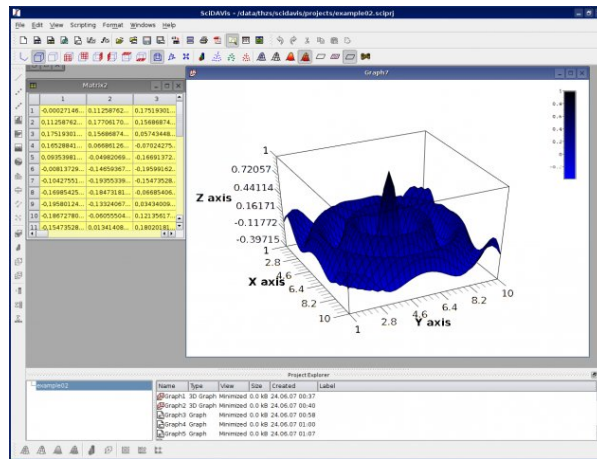 SciDAVis - /data/thzs/scidavis/projects/example02.sciprj
File Edit View Scripting Format Windows Help
Matrix2
1 2 3
1 -0,00027146... 0,11258762... 0,17519301...
2 0,11258762... 0,17706170... 0,15686874...
3 0,17519301... 0,15686874... 0,05743448...
4 0,16528841... 0,06686126... -0,07024275...
5 0,09353981... -0,04982069... -0,16691372...
6 -0,00813729... -0,14659367... -0,19599162...
7 -0,10427551... -0,19355339... -0,15473528...
8 -0,16985425... -0,18473181... -0,06685406...
9 -0,19580124... -0,13324067... 0,03434009...
10 -0,18672780... -0,06055504... 0,12135617...
11 -0,15473528... 0,01341408... 0,18020181...
Graph7
Z axis
1
0.72057
0.44114
0.16171
-0.11772
-0.39715
X axis
1
2.8
4.6
6.4
8.2
10
Y axis
1
2.8
4.6
6.4
8.2
10
Project Explorer
example02
Name Type View Size Created Label
Graph1 3D Graph Minimized 0.0 kB 24.06.07 00:37
Graph2 3D Graph Minimized 0.0 kB 24.06.07 00:40
Graph3 Graph Minimized 0.0 kB 24.06.07 00:58
Graph4 Graph Minimized 0.0 kB 24.06.07 01:00
Graph5 Graph Minimized 0.0 kB 24.06.07 01:07